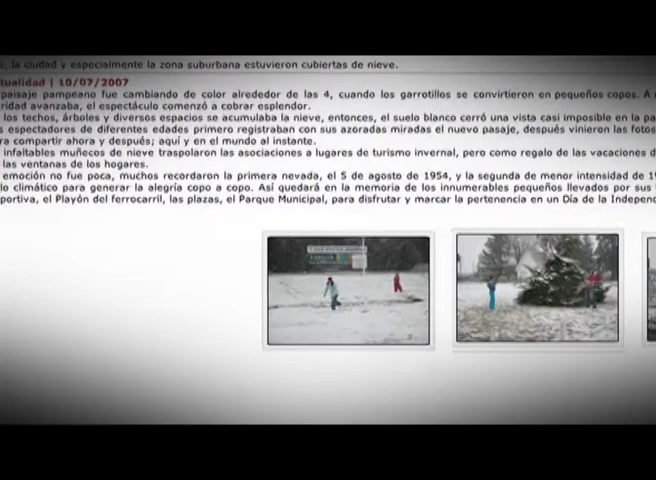 la ciudad y especialmente la zona suburbana estuvieron cubiertas de nieve.
tualidad | 10/07/2007
paisaje pampeano fue cambiando de color alrededor de las 4, cuando los garrotillos se convirtieron en pequeños copos. A
ridad avanzaba, el espectáculo comenzó a cobrar esplendor.
los techos, árboles y diversos espacios se acumulaba la nieve, entonces, el suelo blanco cerró una vista casi imposible en la pa
espectadores de diferentes edades primero registraban con sus azoradas miradas el nuevo pasaje, después vinieron las fotos
ra compartir ahora y después; aquí y en el mundo al instante.
infaltables muñecos de nieve traspolaron las asociaciones a lugares de turismo invernal, pero como regalo de las vacaciones d
las ventanas de los hogares.
emoción no fue poca, muchos recordaron la primera nevada, el 5 de agosto de 1954, y la segunda de menor intensidad de 1
lo climático para generar la alegría copo a copo. Así quedará en la memoria de los innumerables pequeños llevados por sus
portiva, el Playón del ferrocarril, las plazas, el Parque Municipal, para disfrutar y marcar la pertenencia en un Día de la Indepen